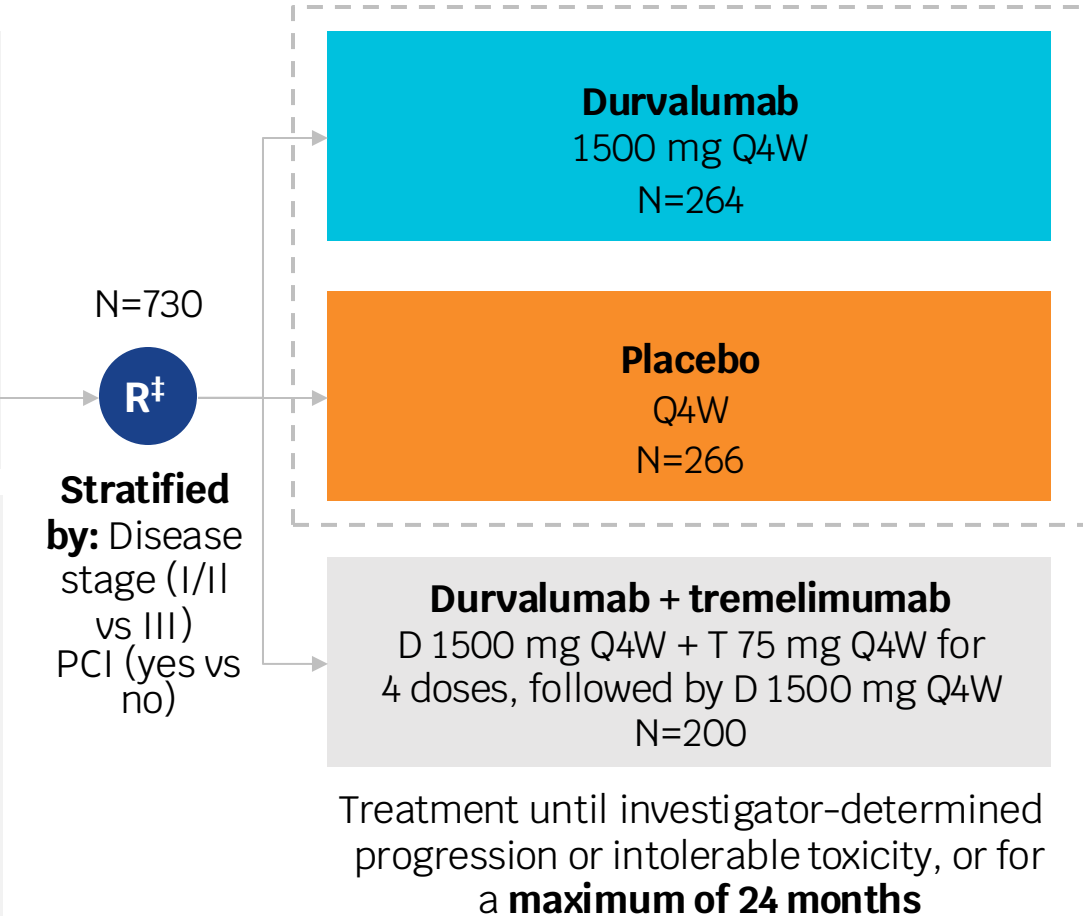 N=730
R‡
Stratified
by: Disease
stage (I/II
vs III)
PCI (yes vs
no)
Durvalumab
1500 mg Q4W
N=264
Placebo
Q4W
N=266
Durvalumab + tremelimumab
D 1500 mg Q4W + T 75 mg Q4W for
4 doses, followed by D 1500 mg Q4W
N=200
Treatment until investigator-determined
progression or intolerable toxicity, or for
a maximum of 24 months